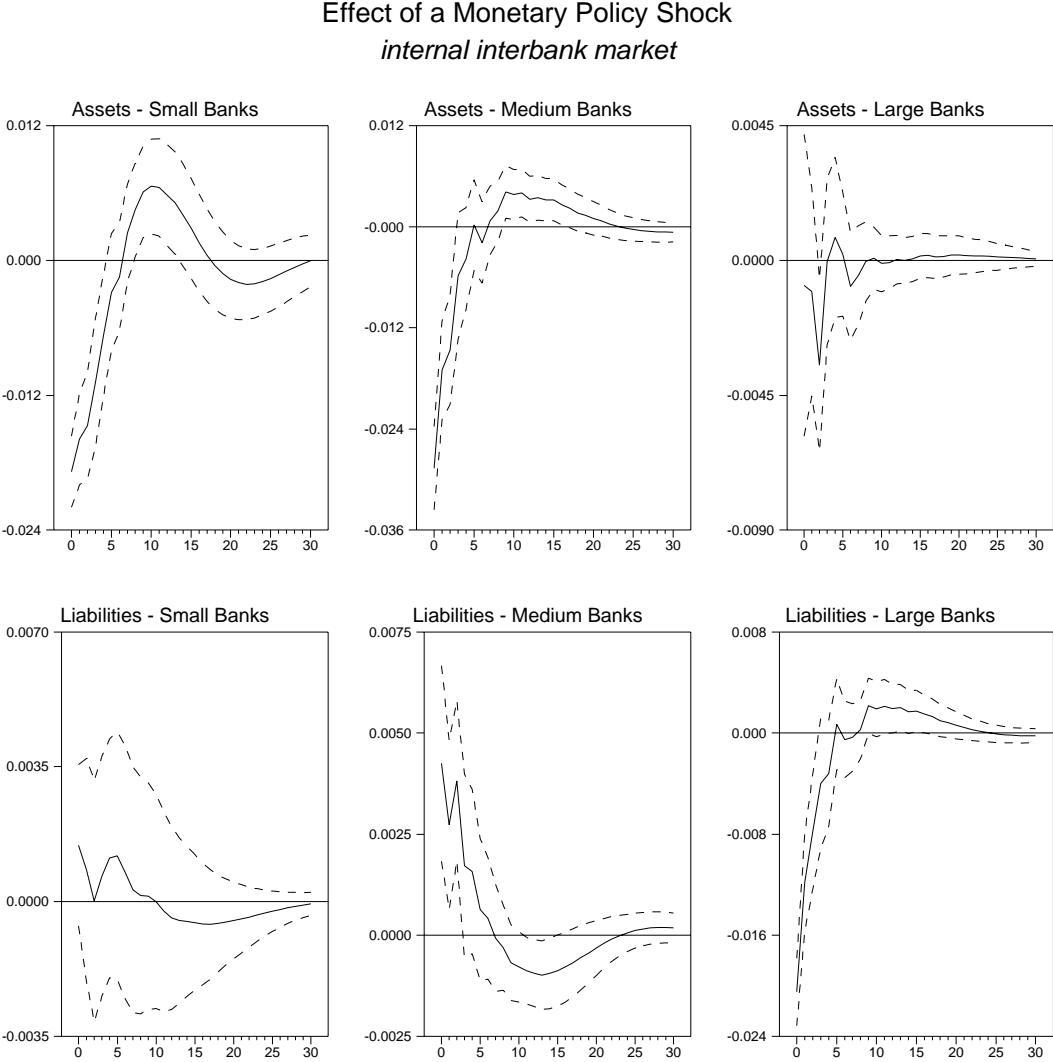 Effect of a Monetary Policy Shock
internal interbank market
Assets - Small Banks
0.012
0.000
-0.012
-0.024
0 5 10 15 20 25 30
Assets - Medium Banks
0.012
-0.000
-0.012
-0.024
-0.036
0 5 10 15 20 25 30
Assets - Large Banks
0.0045
0.0000
-0.0045
-0.0090
0 5 10 15 20 25 30
Liabilities - Small Banks
0.0070
0.0035
0.0000
-0.0035
0 5 10 15 20 25 30
Liabilities - Medium Banks
0.0075
0.0050
0.0025
0.0000
-0.0025
0 5 10 15 20 25 30
Liabilities - Large Banks
0.008
0.000
-0.008
-0.016
-0.024
0 5 10 15 20 25 30